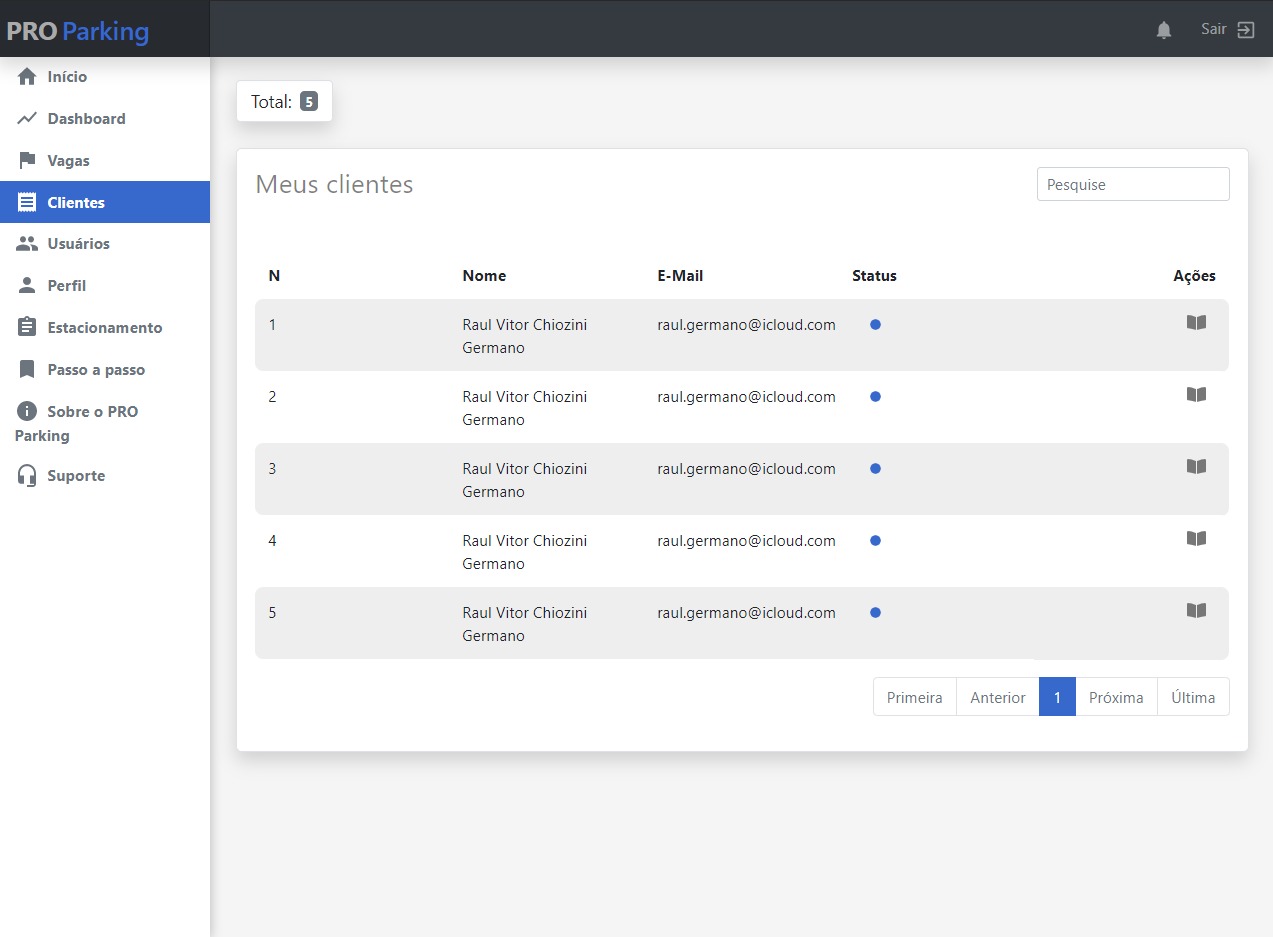 PRO Parking
Sair
Início
Dashboard
Vagas
Clientes
Usuários
Perfil
Estacionamento
Passo a passo
Sobre o PRO
Parking
Suporte
Total: 5
Meus clientes
Pesquise
N Nome E-Mail Status Ações
1 Raul Vitor Chiozini raul.germano@icloud.com
Germano
2 Raul Vitor Chiozini raul.germano@icloud.com
Germano
3 Raul Vitor Chiozini raul.germano@icloud.com
Germano
4 Raul Vitor Chiozini raul.germano@icloud.com
Germano
5 Raul Vitor Chiozini raul.germano@icloud.com
Germano
Primeira Anterior 1 Próxima Última